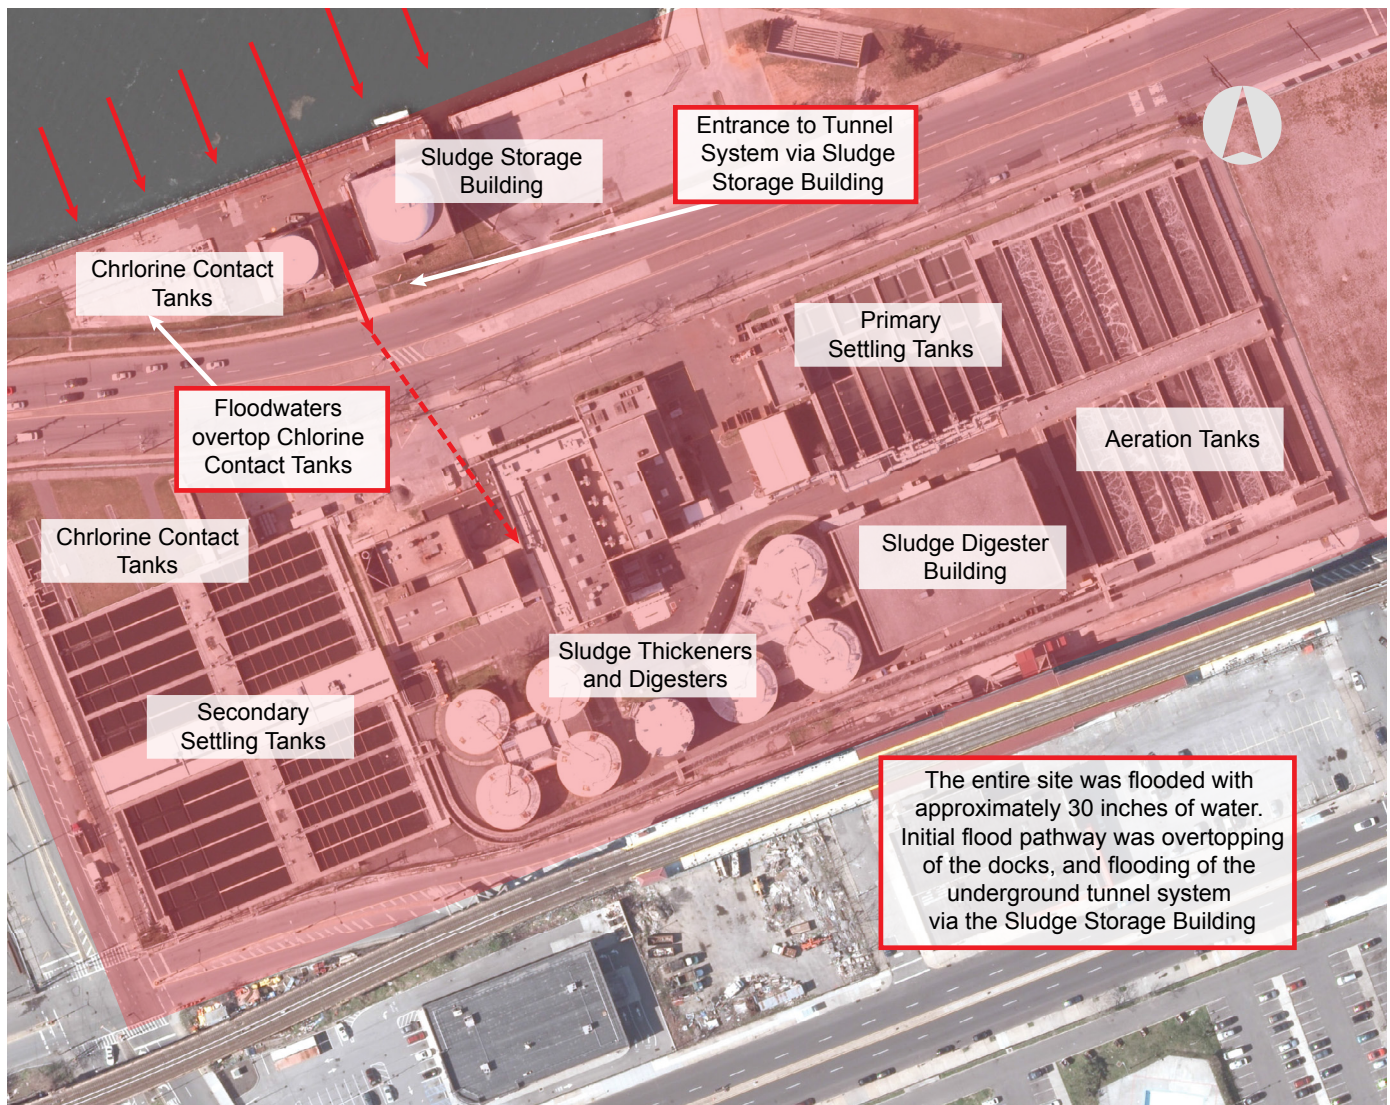 Entrance to Tunnel
System via Sludge
Storage Building
Sludge Storage
Building
Chrlorine Contact
Tanks
Primary
Settling Tanks
Floodwaters
overtop Chlorine
Contact Tanks
Aeration Tanks
Chrlorine Contact
Tanks
Sludge Digester
Building
Sludge Thickeners
and Digesters
Secondary
Settling Tanks
The entire site was flooded with
approximately 30 inches of water.
Initial flood pathway was overtopping
of the docks, and flooding of the
underground tunnel system
via the Sludge Storage Building